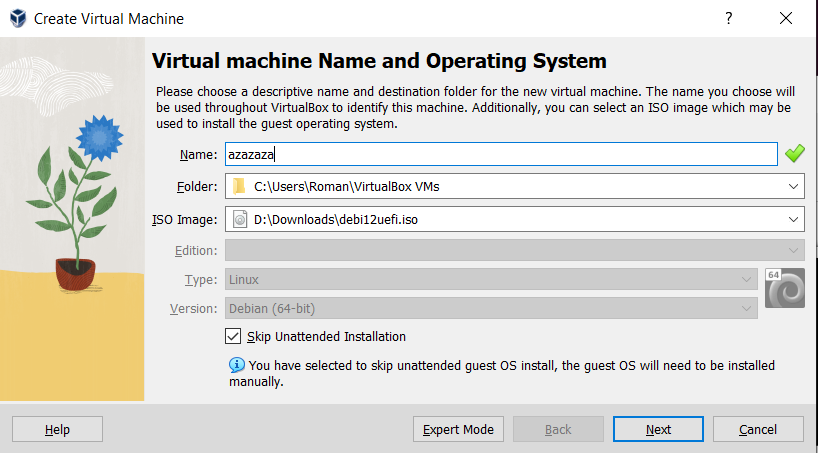 Create Virtual Machine
?
Virtual machine Name and Operating System
Please choose a descriptive name and destination folder for the new virtual machine. The name you choose will
be used throughout VirtualBox to identify this machine. Additionally, you can select an ISO image which may be
used to install the guest operating system.
Name: azazaza
Folder: C:\Users\Roman\VirtualBox VMs
ISO Image: D:\Downloads\debi12uefi.iso
Edition:
Type: Linux
64
Version: Debian (64-bit)
Skip Unattended Installation
You have selected to skip unattended guest OS install, the guest OS will need to be installed
manually.
Help Expert Mode Back Next Cancel